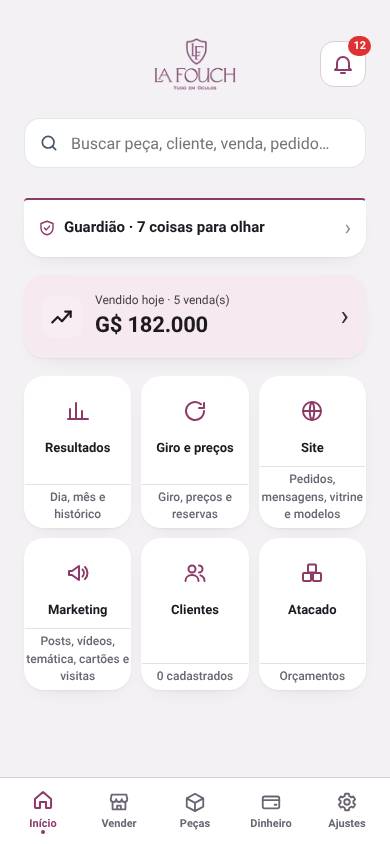 12
LF
LA FOUCH
Tudo em Óculos
Buscar peça, cliente, venda, pedido...
Guardião · 7 coisas para olhar
Vendido hoje · 5 venda(s)
G$ 182.000
Resultados
Giro e preços
Site
Dia, mês e
histórico
Giro, preços e
reservas
Pedidos,
mensagens, vitrine
e modelos
Marketing
Clientes
Atacado
Posts, vídeos,
temática, cartões e
visitas
0 cadastrados
Orçamentos
Início
Vender
Peças
Dinheiro
Ajustes